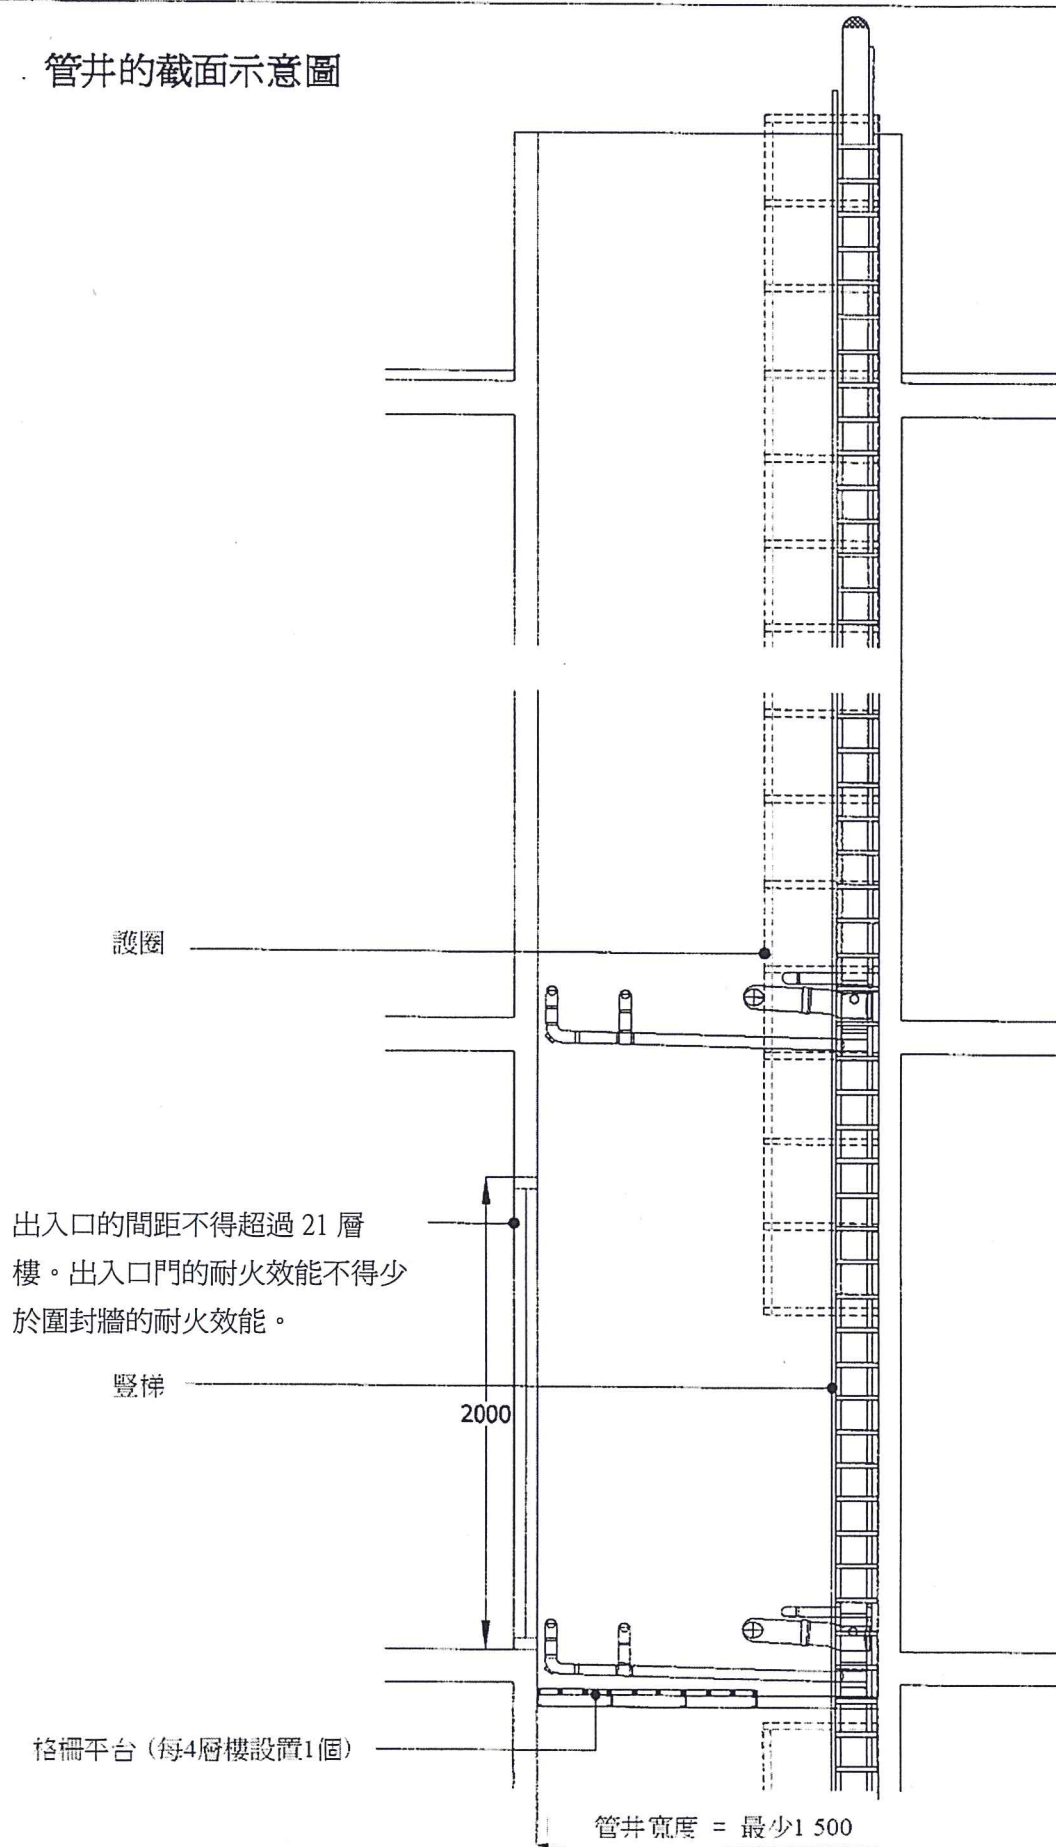 管井的截面示意圖
護圈
出入口的間距不得超過 21 層
樓。出入口門的耐火效能不得少
於圍封牆的耐火效能。
豎梯
2000
格柵平台 (每4層樓設置1個)
管井寬度 = 最少1 500